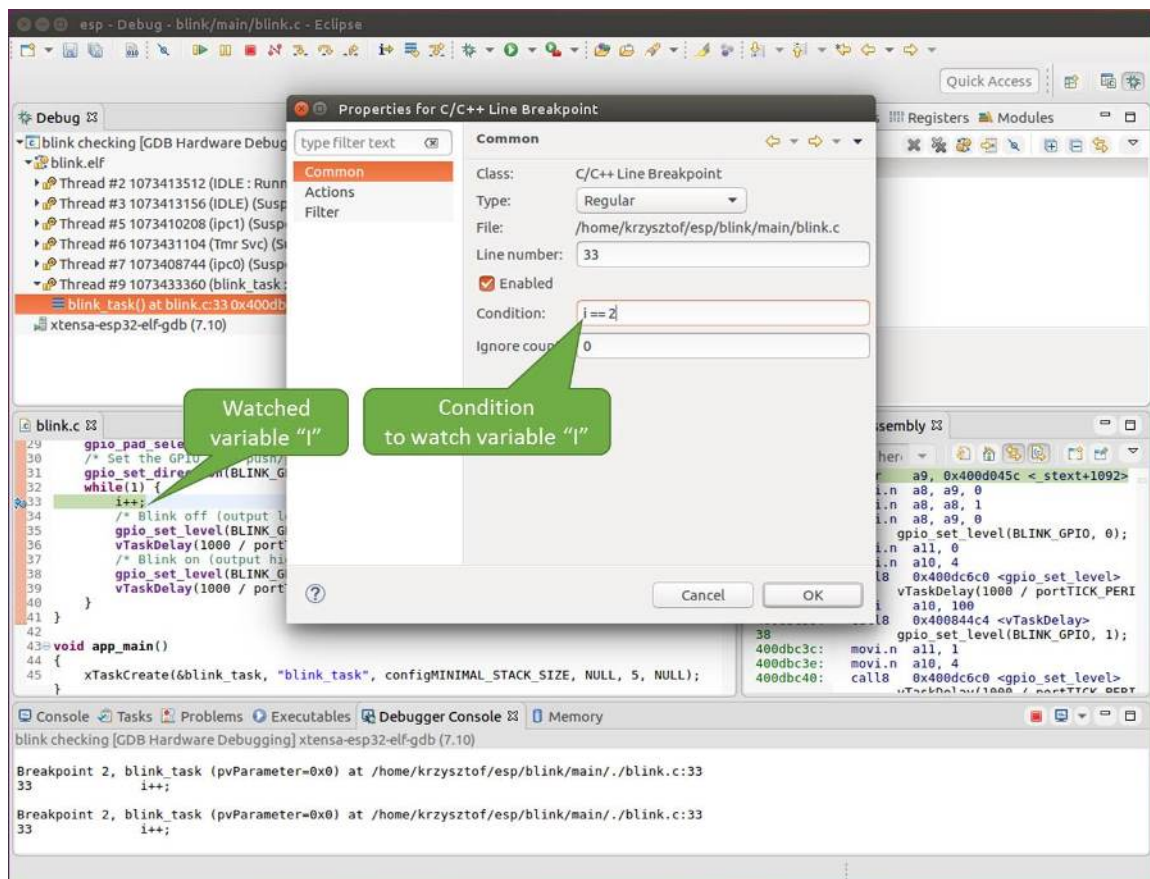 esp - Debug - blink/main/blink.c - Eclipse
Quick Access
Debug
Registers
Modules
blink checking [GDB Hardware Debug
blink.elf
Thread #2 1073413512 (IDLE : Runn
Thread #3 1073413156 (IDLE) (Susp
Thread #5 1073410208 (ipc1) (Susp
Thread #6 1073431104 (Tmr Svc) (S
Thread #7 1073408744 (ipc0) (Susp
Thread #9 1073433360 (blink_task :
blink_task() at blink.c:33 0x400db
xtensa-esp32-elf-gdb (7.10)
Properties for C/C++ Line Breakpoint
type filter text
Common
Actions
Filter
Common
Class: C/C++ Line Breakpoint
Type: Regular
File: /home/krzysztof/esp/blink/main/blink.c
Line number: 33
Enabled
Condition: i == 2
Ignore coun 0
Cancel
OK
Watched
variable “I”
Condition
to watch variable “I”
blink.c
29 gpio_pad_sele
30 /* Set the GPIO push/
31 gpio_set_dire on(BLINK_G
32 while(1) {
33 i++;
34 /* Blink off (output l
35 gpio_set_level(BLINK_G
36 vTaskDelay(1000 / port
37 /* Blink on (output hi
38 gpio_set_level(BLINK_G
39 vTaskDelay(1000 / port
40 }
41 }
42
43 void app_main()
44 {
45 xTaskCreate(&blink_task, "blink_task", configMINIMAL_STACK_SIZE, NULL, 5, NULL);
}
ssembly
her
r a9, 0x400d045c <_stext+1092>
i.n a8, a9, 0
i.n a8, a8, 1
i.n a8, a9, 0
gpio_set_level(BLINK_GPIO, 0);
i.n a11, 0
i.n a10, 4
l8 0x400dc6c0 <gpio_set_level>
vTaskDelay(1000 / portTICK_PERI
i a10, 100
l8 0x400844c4 <vTaskDelay>
38 gpio_set_level(BLINK_GPIO, 1);
400dbc3c: movi.n a11, 1
400dbc3e: movi.n a10, 4
400dbc40: call8 0x400dc6c0 <gpio_set_level>
vTaskDelay(1000 / portTICK_PERI
Console
Tasks
Problems
Executables
Debugger Console
Memory
blink checking [GDB Hardware Debugging] xtensa-esp32-elf-gdb (7.10)
Breakpoint 2, blink_task (pvParameter=0x0) at /home/krzysztof/esp/blink/main/./blink.c:33
33 i++;
Breakpoint 2, blink_task (pvParameter=0x0) at /home/krzysztof/esp/blink/main/./blink.c:33
33 i++;